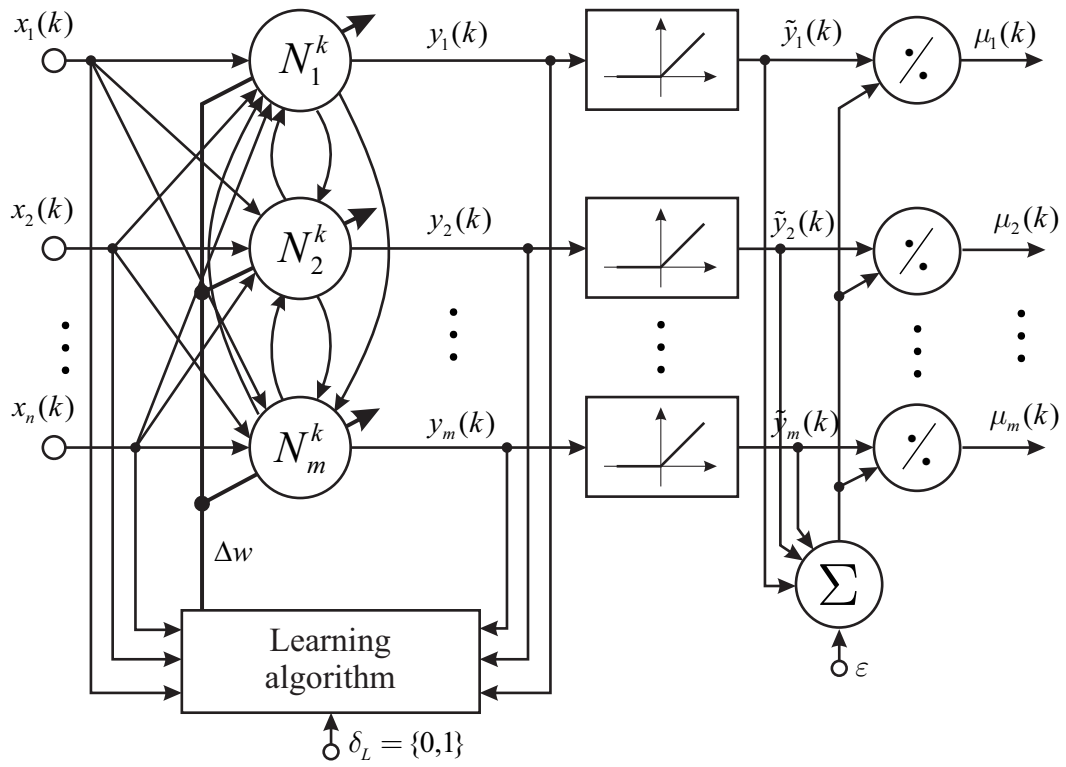 x₁(k)
N₁ᵏ
y₁(k)
ỹ₁(k)
μ₁(k)
x₂(k)
N₂ᵏ
y₂(k)
ỹ₂(k)
μ₂(k)
xₙ(k)
Nₘᵏ
yₘ(k)
ỹₘ(k)
μₘ(k)
Δw
Σ
Learning
algorithm
ε
δ_L = {0,1}